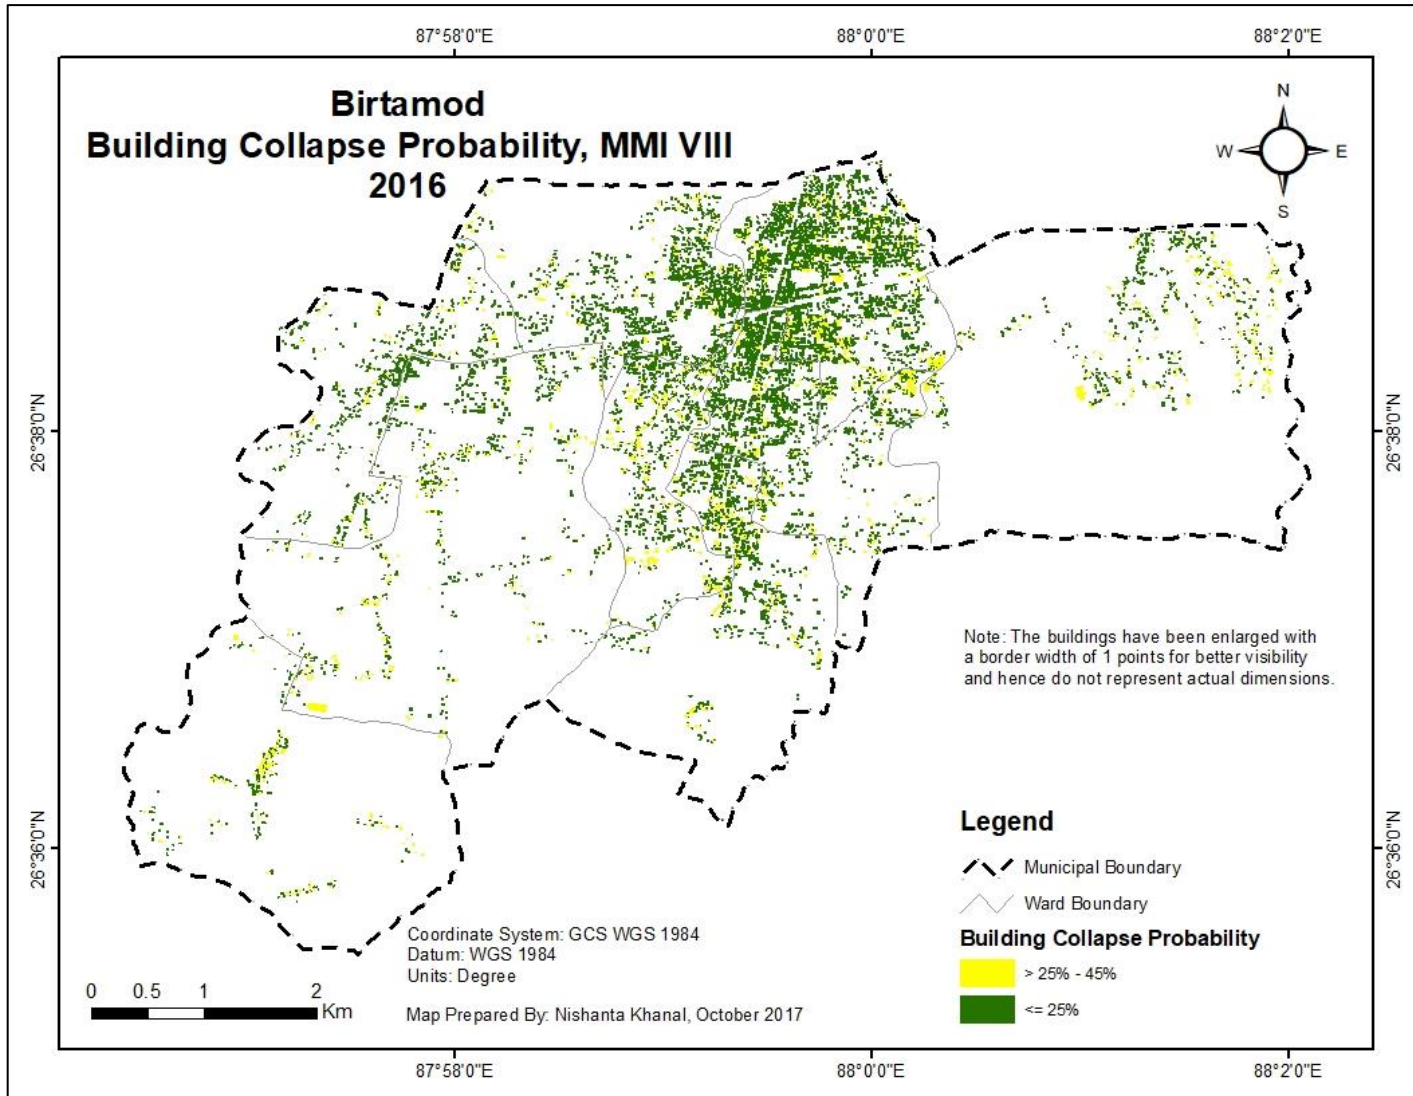 87°58'0"E
88°0'0"E
88°2'0"E
Birtamod
Building Collapse Probability, MMI VIII
2016
N
W
E
S
26°38'0"N
26°38'0"N
Note: The buildings have been enlarged with
a border width of 1 points for better visibility
and hence do not represent actual dimensions.
Legend
Municipal Boundary
Ward Boundary
Building Collapse Probability
> 25% - 45%
<= 25%
26°36'0"N
26°36'0"N
Coordinate System: GCS WGS 1984
Datum: WGS 1984
Units: Degree
Map Prepared By: Nishanta Khanal, October 2017
0 0.5 1 2
Km
87°58'0"E
88°0'0"E
88°2'0"E